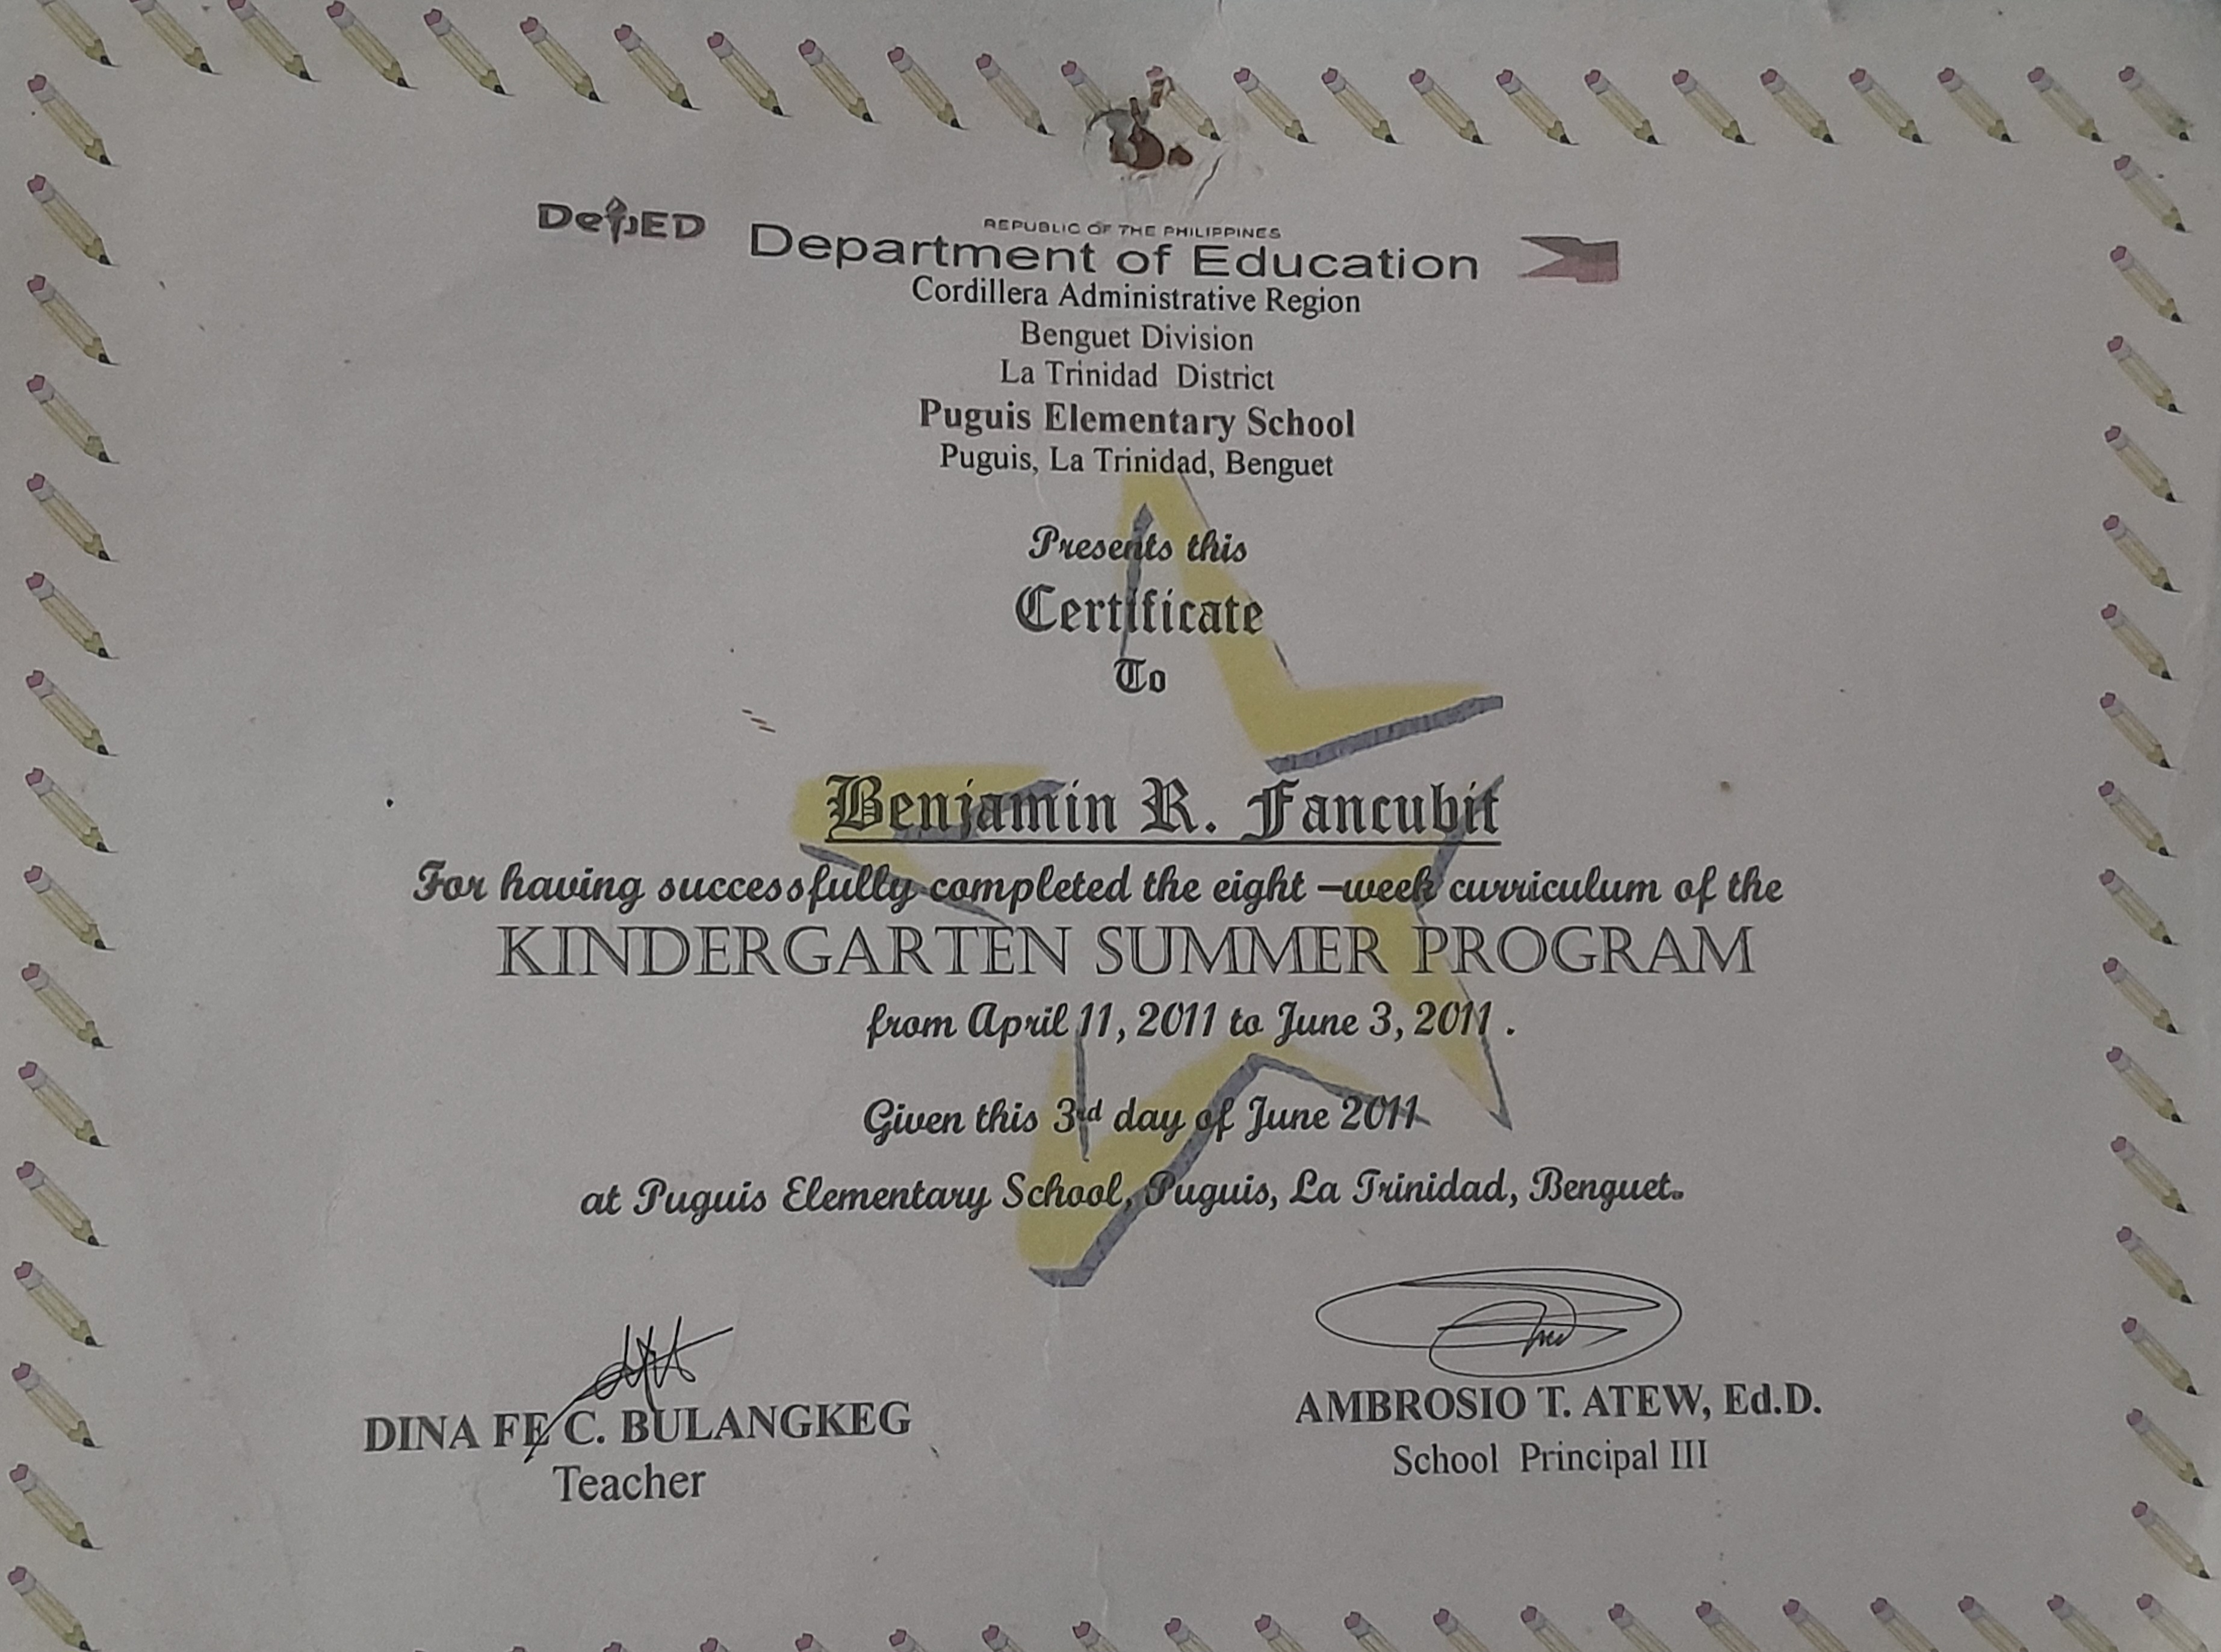 DepED
REPUBLIC OF THE PHILIPPINES
Department of Education
Cordillera Administrative Region
Benguet Division
La Trinidad District
Puguis Elementary School
Puguis, La Trinidad, Benguet
Presents this
Certificate
To
Benjamin R. Fancubit
For having successfully completed the eight –week curriculum of the
KINDERGARTEN SUMMER PROGRAM
from April 11, 2011 to June 3, 2011 .
Given this 3rd day of June 2011
at Puguis Elementary School, Puguis, La Trinidad, Benguet.
DINA FE C. BULANGKEG
Teacher
AMBROSIO T. ATEW, Ed.D.
School Principal III